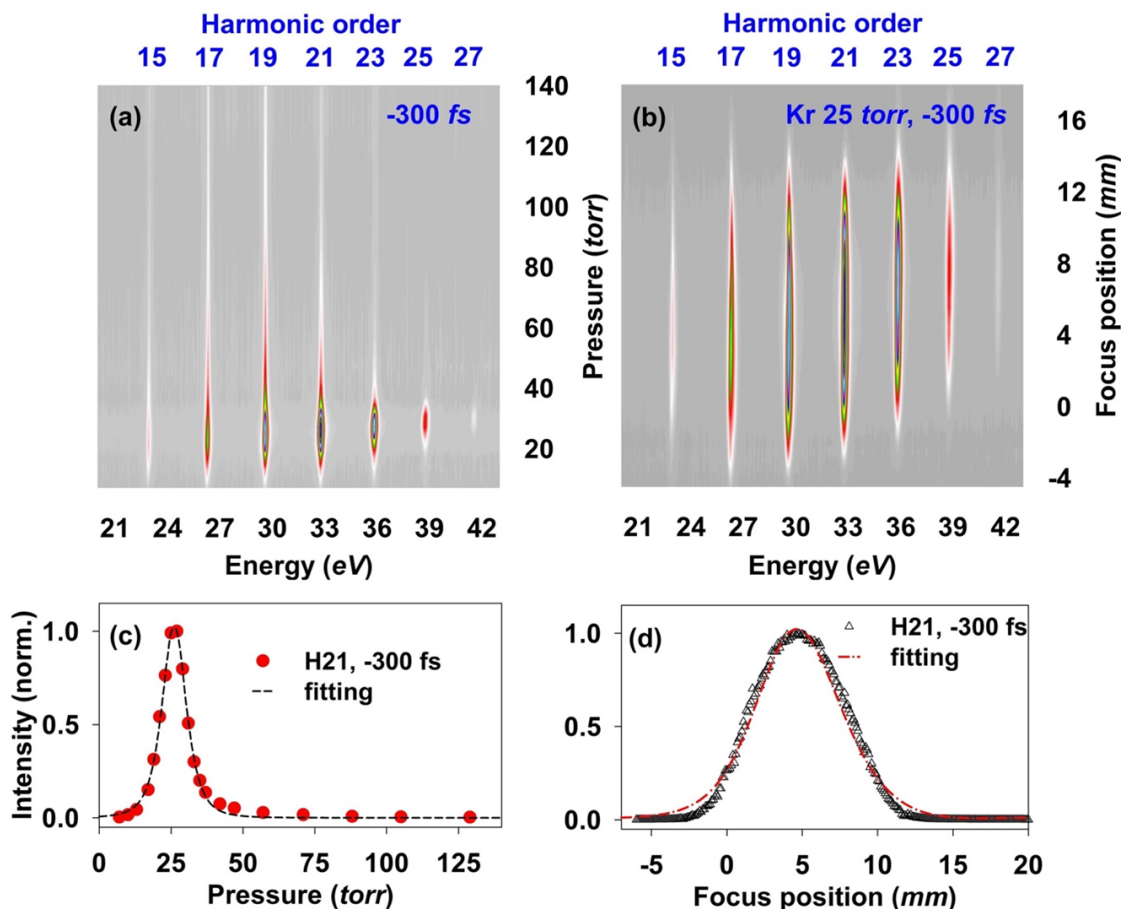 Harmonic order
15 17 19 21 23 25 27
(a)
-300 fs
140
120
100
80
60
40
20
Pressure (torr)
21 24 27 30 33 36 39 42
Energy (eV)
Harmonic order
15 17 19 21 23 25 27
(b)
Kr 25 torr, -300 fs
16
12
8
4
0
-4
Focus position (mm)
21 24 27 30 33 36 39 42
Energy (eV)
(c)
Intensity (norm.)
1.0
0.5
0.0
H21, -300 fs
fitting
0 25 50 75 100 125
Pressure (torr)
(d)
1.0
0.5
0.0
H21, -300 fs
fitting
-5 0 5 10 15 20
Focus position (mm)